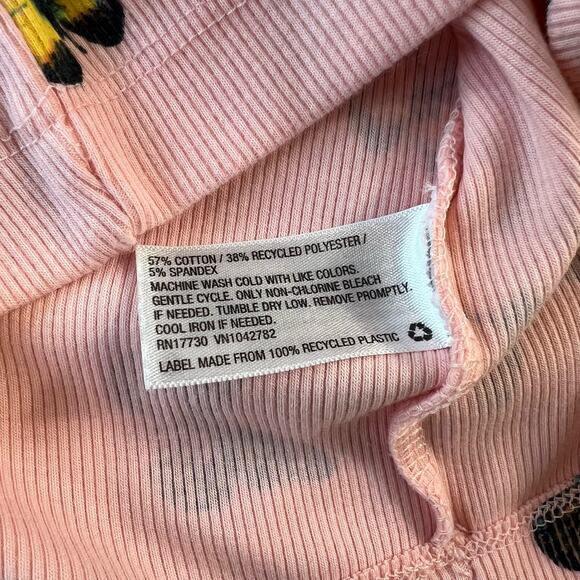 57% COTTON / 38% RECYCLED POLYESTER /
5% SPANDEX
MACHINE WASH COLD WITH LIKE COLORS.
GENTLE CYCLE. ONLY NON-CHLORINE BLEACH
IF NEEDED. TUMBLE DRY LOW. REMOVE PROMPTLY.
COOL IRON IF NEEDED.
RN17730 VN1042782
LABEL MADE FROM 100% RECYCLED PLASTIC